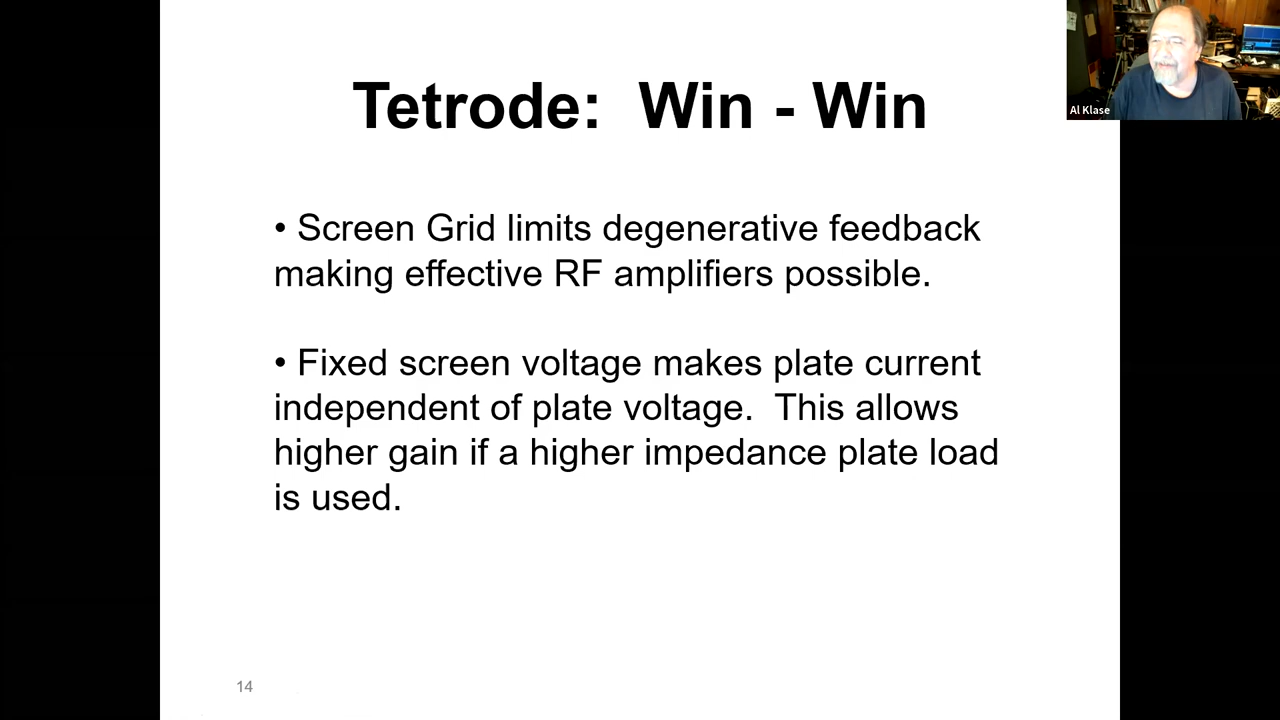 Tetrode: Win - Win
Al Klase
• Screen Grid limits degenerative feedback
making effective RF amplifiers possible.
• Fixed screen voltage makes plate current
independent of plate voltage. This allows
higher gain if a higher impedance plate load
is used.
14